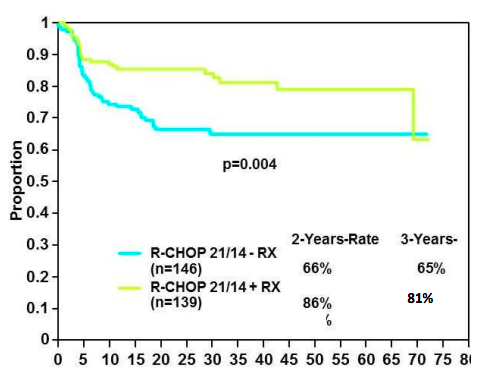 1
0.9
0.8
0.7
0.6
0.5
0.4
0.3
0.2
0.1
0
Proportion
p=0.004
2-Years-Rate 3-Years-
R-CHOP 21/14 - RX
(n=146) 66% 65%
R-CHOP 21/14 + RX
(n=139) 86% 81%
%
0 5 10 15 20 25 30 35 40 45 50 55 60 65 70 75 80